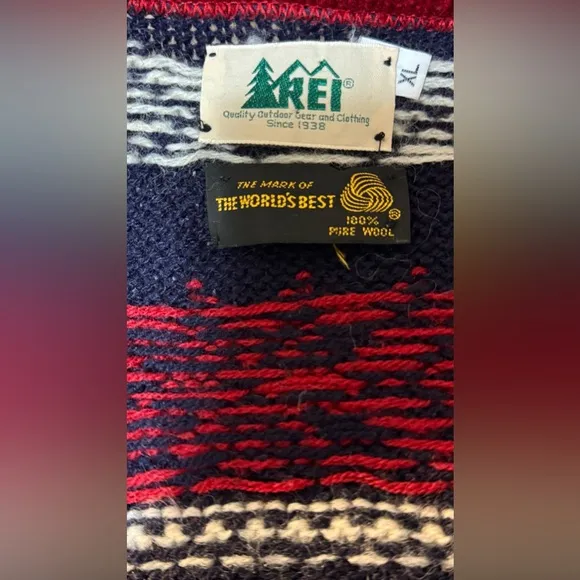 REI®
Quality Outdoor Gear and Clothing
Since 1938
XL
THE MARK OF
THE WORLD'S BEST
100%
PURE WOOL
®